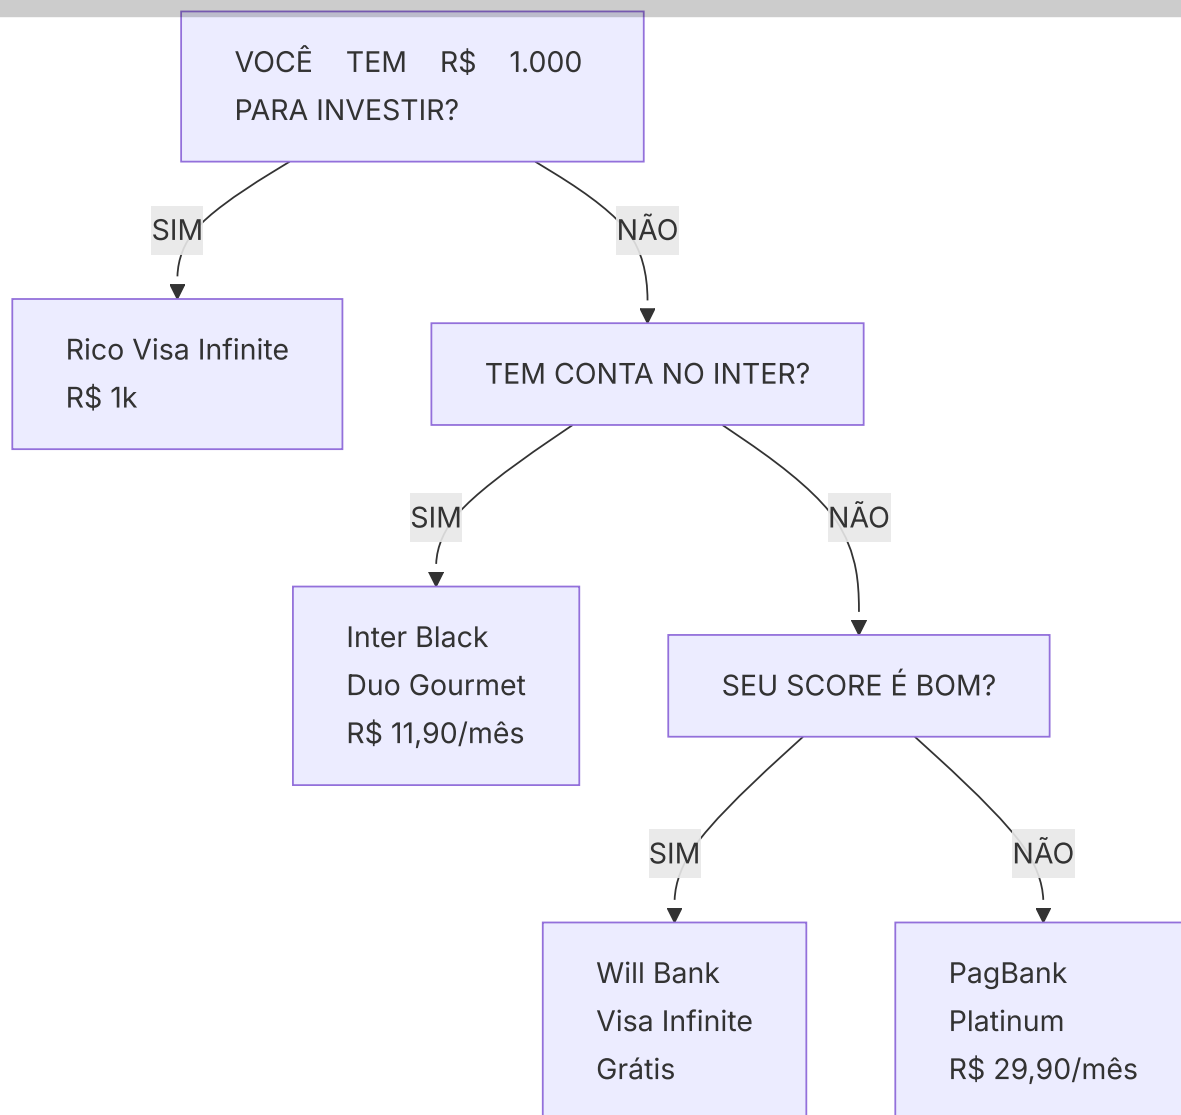 VOCÊ TEM R$ 1.000
PARA INVESTIR?
SIM
NÃO
Rico Visa Infinite
R$ 1k
TEM CONTA NO INTER?
SIM
NÃO
Inter Black
Duo Gourmet
R$ 11,90/mês
SEU SCORE É BOM?
SIM
NÃO
Will Bank
Visa Infinite
Grátis
PagBank
Platinum
R$ 29,90/mês